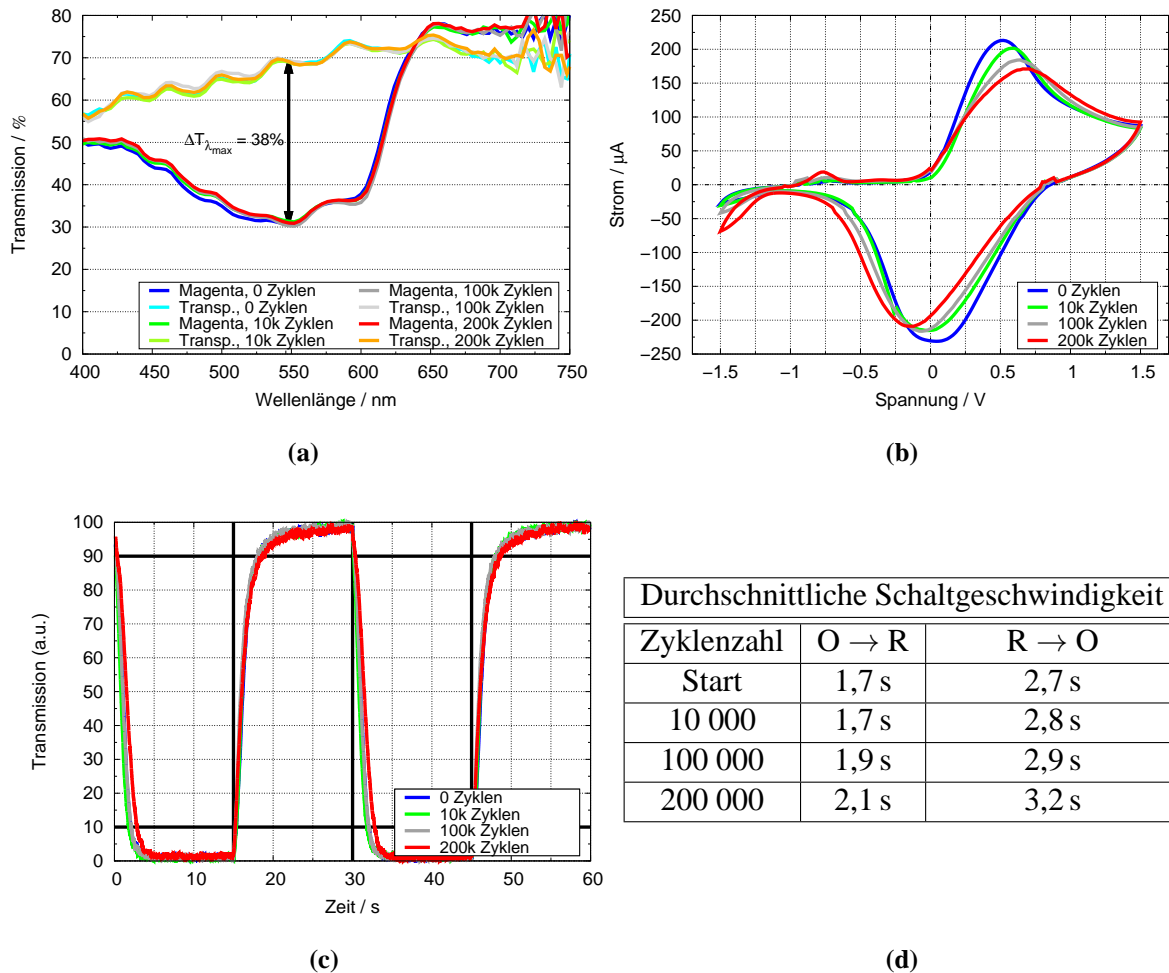 80
70
60
50
40
30
20
10
0
Transmission / %
ΔTλmax = 38%
Magenta, 0 Zyklen
Transp., 0 Zyklen
Magenta, 10k Zyklen
Transp., 10k Zyklen
Magenta, 100k Zyklen
Transp., 100k Zyklen
Magenta, 200k Zyklen
Transp., 200k Zyklen
400 450 500 550 600 650 700 750
Wellenlänge / nm
(a)
250
200
150
100
50
0
−50
−100
−150
−200
−250
Strom / µA
0 Zyklen
10k Zyklen
100k Zyklen
200k Zyklen
−1.5 −1 −0.5 0 0.5 1 1.5
Spannung / V
(b)
100
90
80
70
60
50
40
30
20
10
0
Transmission (a.u.)
0 Zyklen
10k Zyklen
100k Zyklen
200k Zyklen
0 10 20 30 40 50 60
Zeit / s
(c)
Durchschnittliche Schaltgeschwindigkeit
Zyklenzahl O → R R → O
Start 1,7 s 2,7 s
10 000 1,7 s 2,8 s
100 000 1,9 s 2,9 s
200 000 2,1 s 3,2 s
(d)